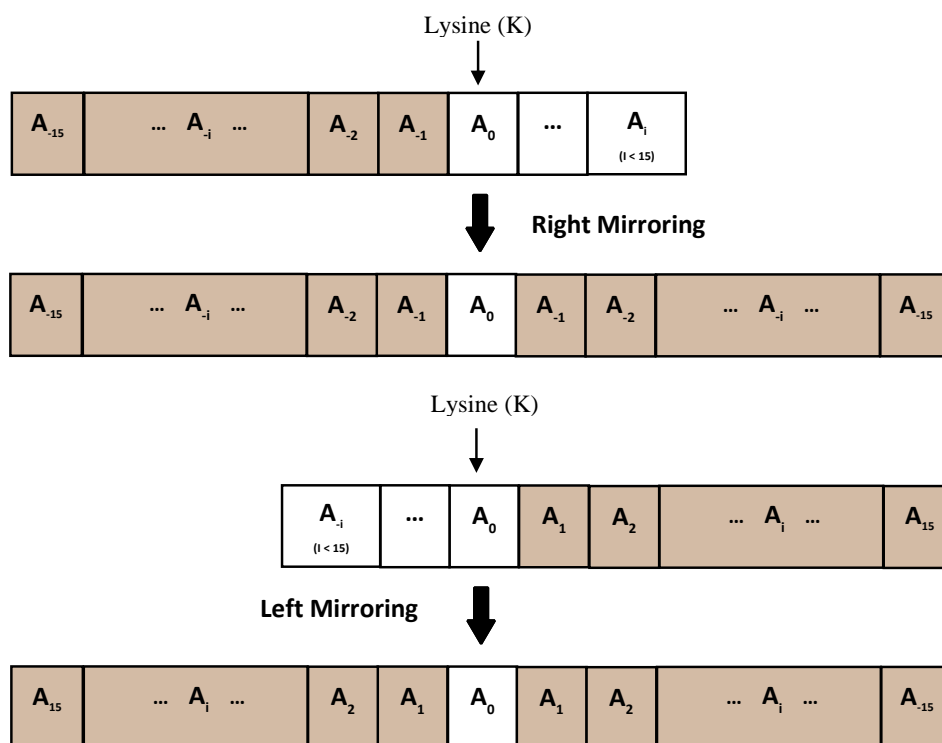 Lysine (K)
A-15 ... A-i ... A-2 A-1 A0 ... Ai
(I < 15)
Right Mirroring
A-15 ... A-i ... A-2 A-1 A0 A-1 A-2 ... A-i ... A-15
Lysine (K)
A-i ... A0 A1 A2 ... Ai ... A15
(I < 15)
Left Mirroring
A15 ... Ai ... A2 A1 A0 A1 A2 ... Ai ... A-15